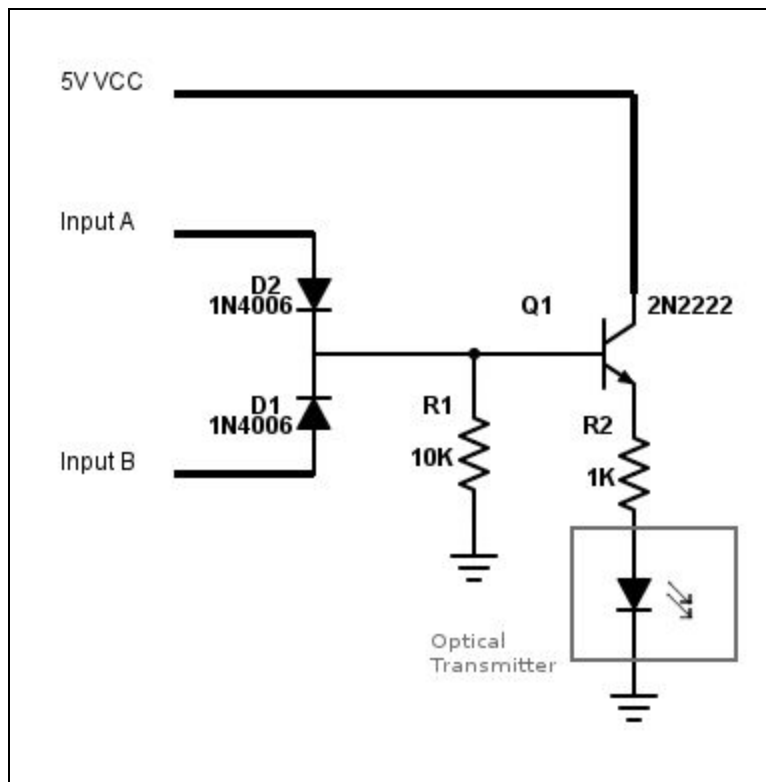 5V VCC
Input A
D2
1N4006
Q1
2N2222
D1
1N4006
R1
10K
R2
1K
Input B
Optical
Transmitter